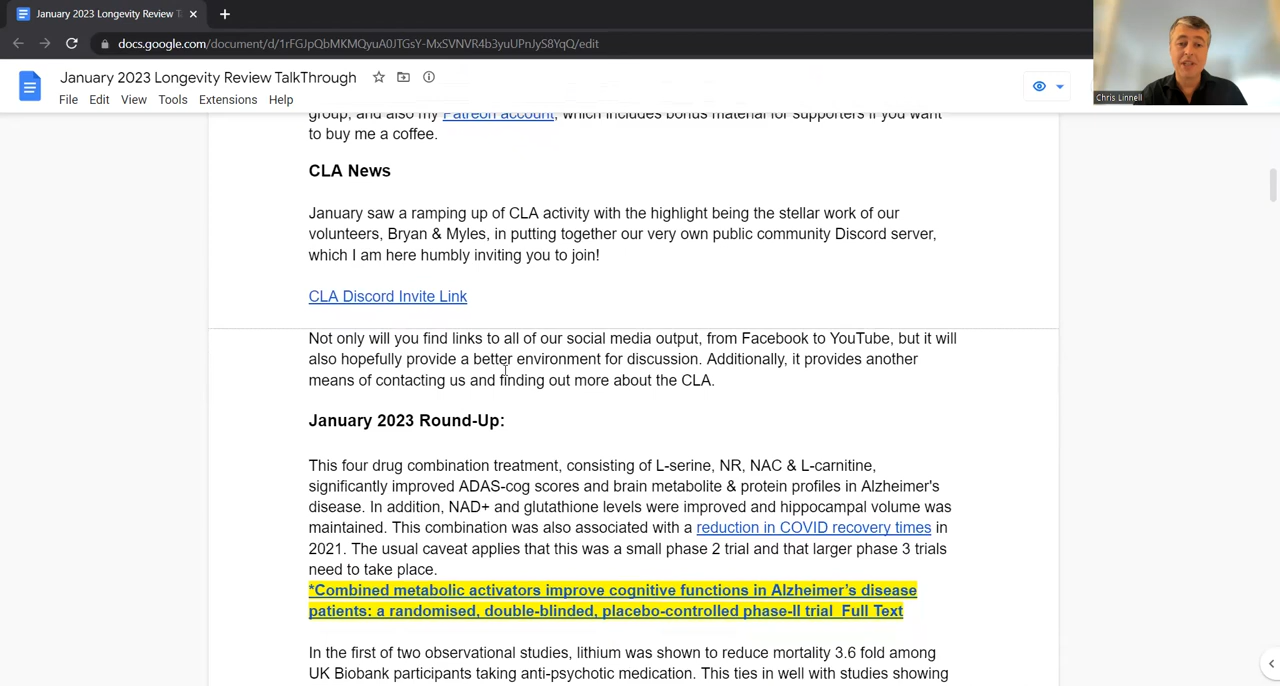 January 2023 Longevity Review T
docs.google.com/document/d/1rFGJpQbMKMQyuA0JTGsY-MxSVNVR4b3yuUPnJyS8YqQ/edit
Chris Linnell
January 2023 Longevity Review TalkThrough
File Edit View Tools Extensions Help
group, and also my Patreon account, which includes bonus material for supporters if you want
to buy me a coffee.
CLA News
January saw a ramping up of CLA activity with the highlight being the stellar work of our
volunteers, Bryan & Myles, in putting together our very own public community Discord server,
which I am here humbly inviting you to join!
CLA Discord Invite Link
Not only will you find links to all of our social media output, from Facebook to YouTube, but it will
also hopefully provide a better environment for discussion. Additionally, it provides another
means of contacting us and finding out more about the CLA.
January 2023 Round-Up:
This four drug combination treatment, consisting of L-serine, NR, NAC & L-carnitine,
significantly improved ADAS-cog scores and brain metabolite & protein profiles in Alzheimer's
disease. In addition, NAD+ and glutathione levels were improved and hippocampal volume was
maintained. This combination was also associated with a reduction in COVID recovery times in
2021. The usual caveat applies that this was a small phase 2 trial and that larger phase 3 trials
need to take place.
*Combined metabolic activators improve cognitive functions in Alzheimer's disease
patients: a randomised, double-blinded, placebo-controlled phase-II trial Full Text
In the first of two observational studies, lithium was shown to reduce mortality 3.6 fold among
UK Biobank participants taking anti-psychotic medication. This ties in well with studies showing